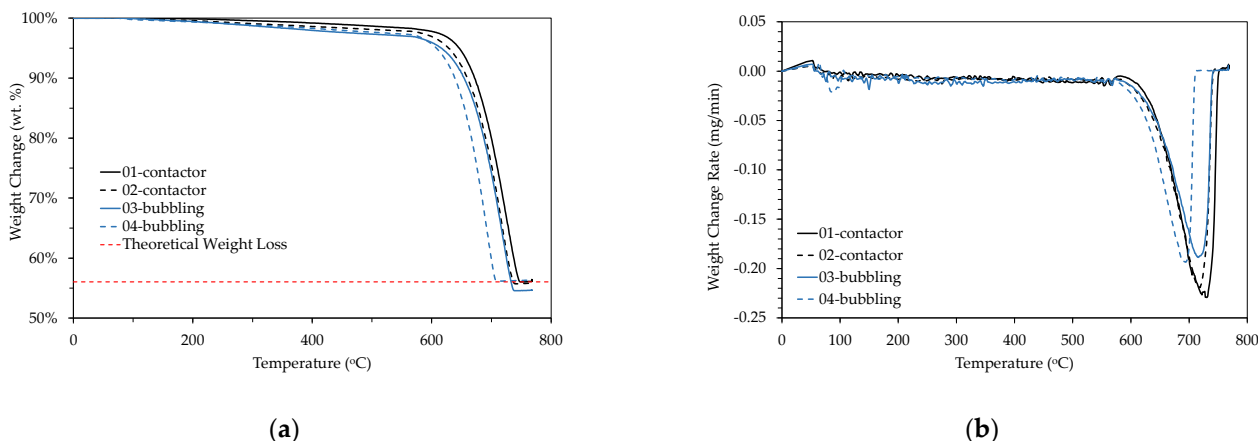 100%
90%
80%
70%
60%
50%
Weight Change (wt. %)
01-contactor
02-contactor
03-bubbling
04-bubbling
Theoretical Weight Loss
0
200
400
600
800
Temperature (°C)
(a)
0.05
0.00
-0.05
-0.10
-0.15
-0.20
-0.25
Weight Change Rate (mg/min)
01-contactor
02-contactor
03-bubbling
04-bubbling
0
100
200
300
400
500
600
700
800
Temperature (°C)
(b)